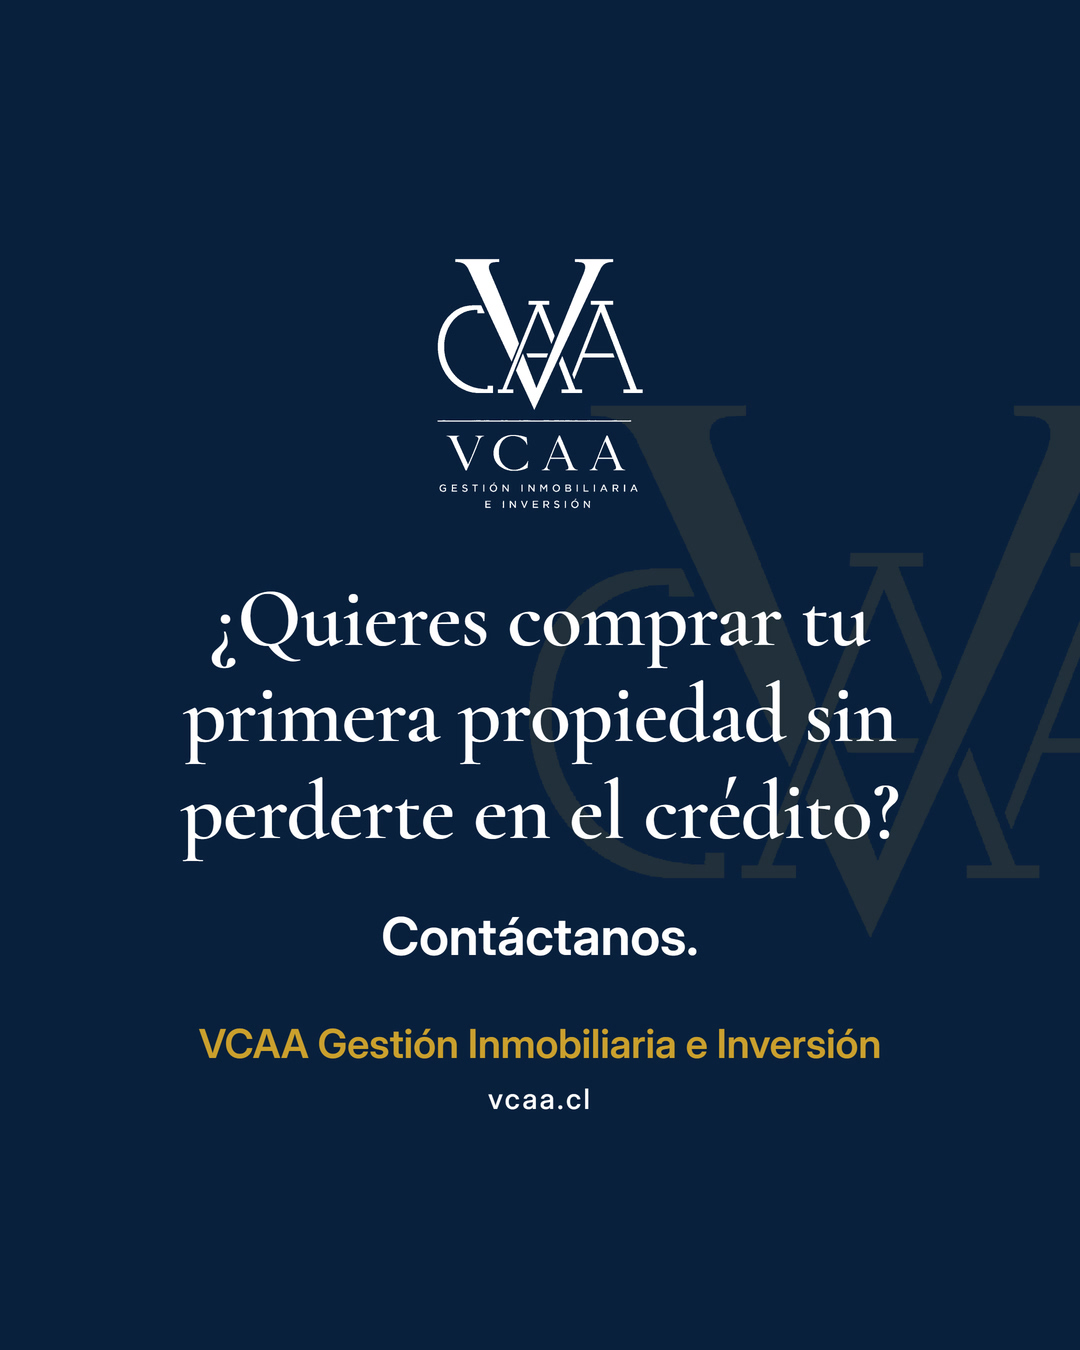 VCAA
VCAA
GESTIÓN INMOBILIARIA
E INVERSIÓN
¿Quieres comprar tu
primera propiedad sin
perderte en el crédito?
Contáctanos.
VCAA Gestión Inmobiliaria e Inversión
vcaa.cl